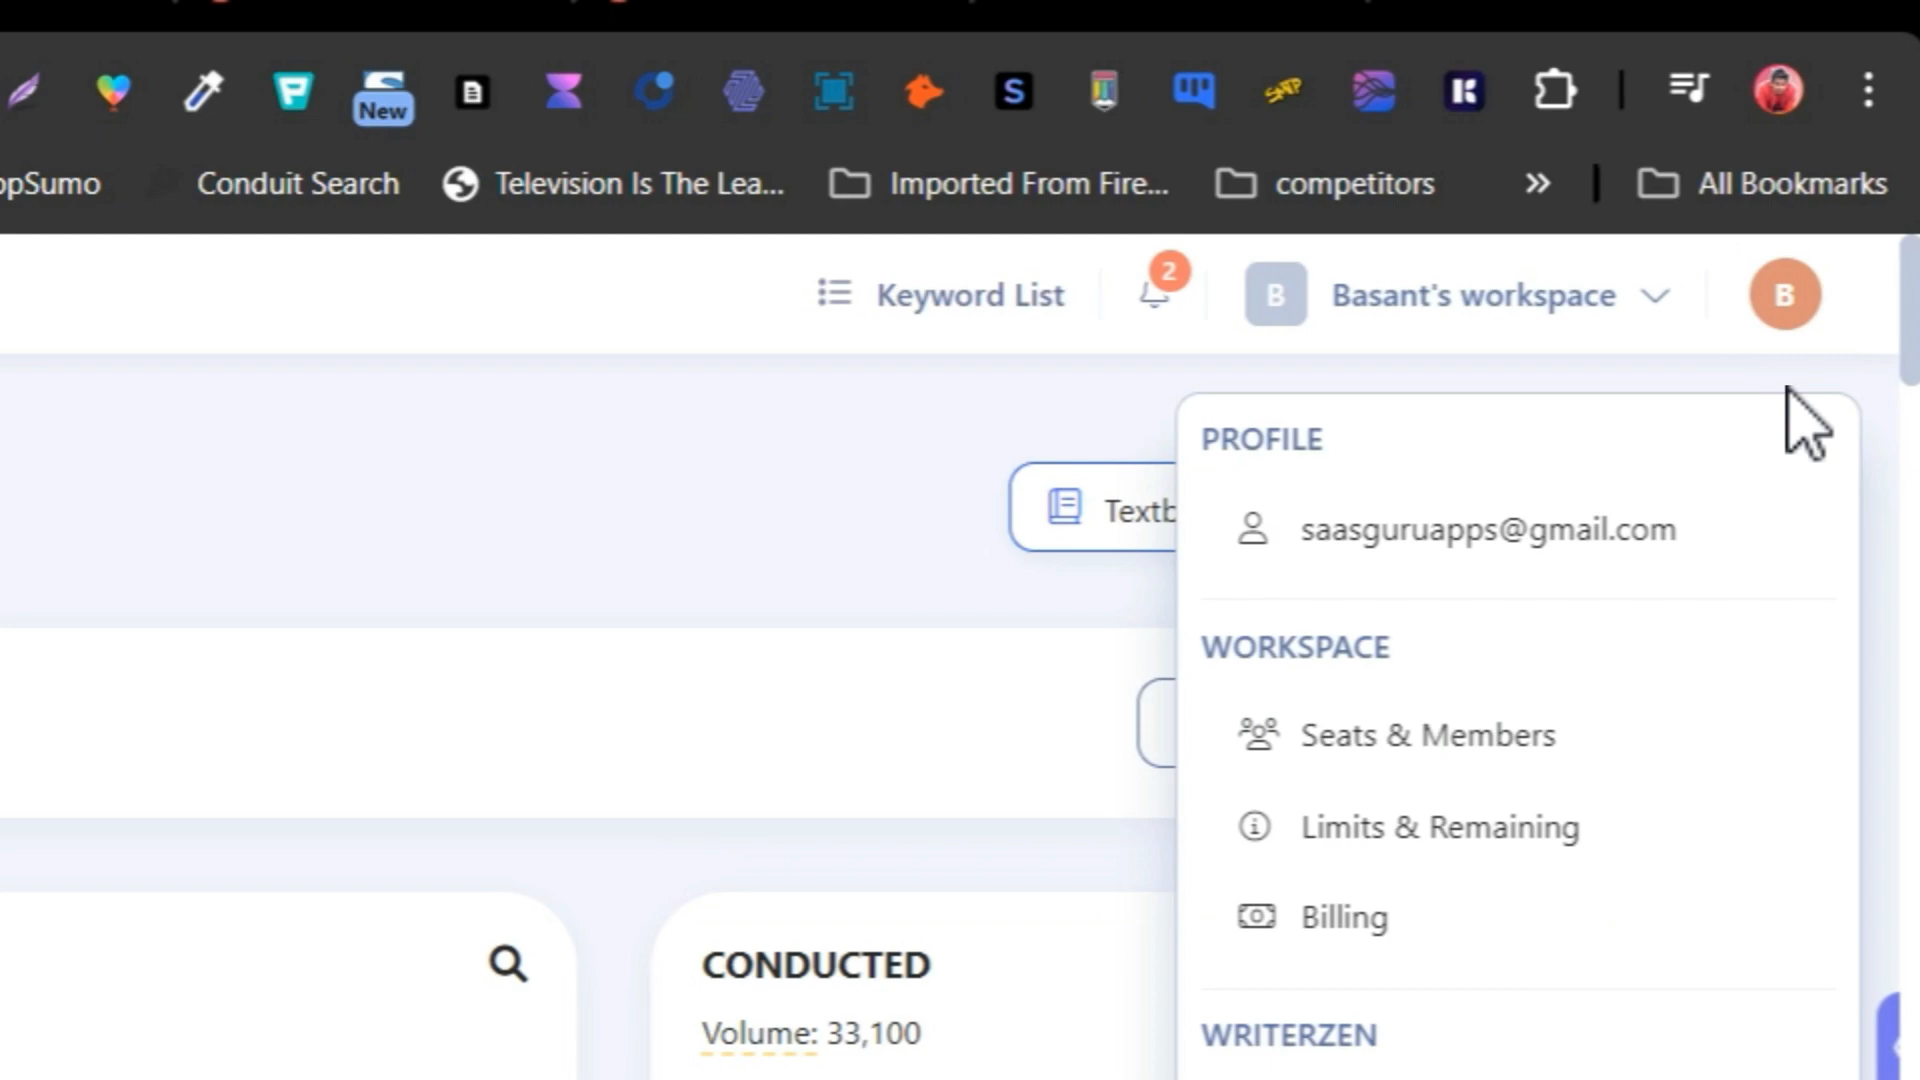 New
ppSumo
Conduit Search
Television Is The Lea...
Imported From Fire...
competitors
All Bookmarks
Keyword List
2
B
Basant's workspace
B
PROFILE
Textb
saasguruapps@gmail.com
WORKSPACE
Seats & Members
Limits & Remaining
Billing
CONDUCTED
Volume: 33,100
WRITERZEN